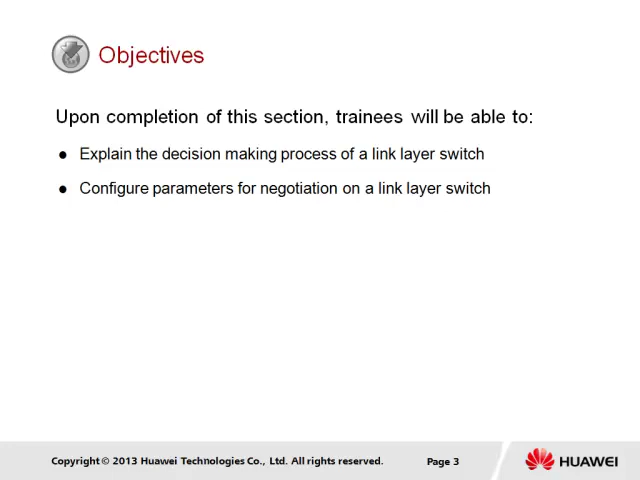 Objectives
Upon completion of this section, trainees will be able to:
● Explain the decision making process of a link layer switch
● Configure parameters for negotiation on a link layer switch
Copyright © 2013 Huawei Technologies Co., Ltd. All rights reserved.
Page 3
HUAWEI